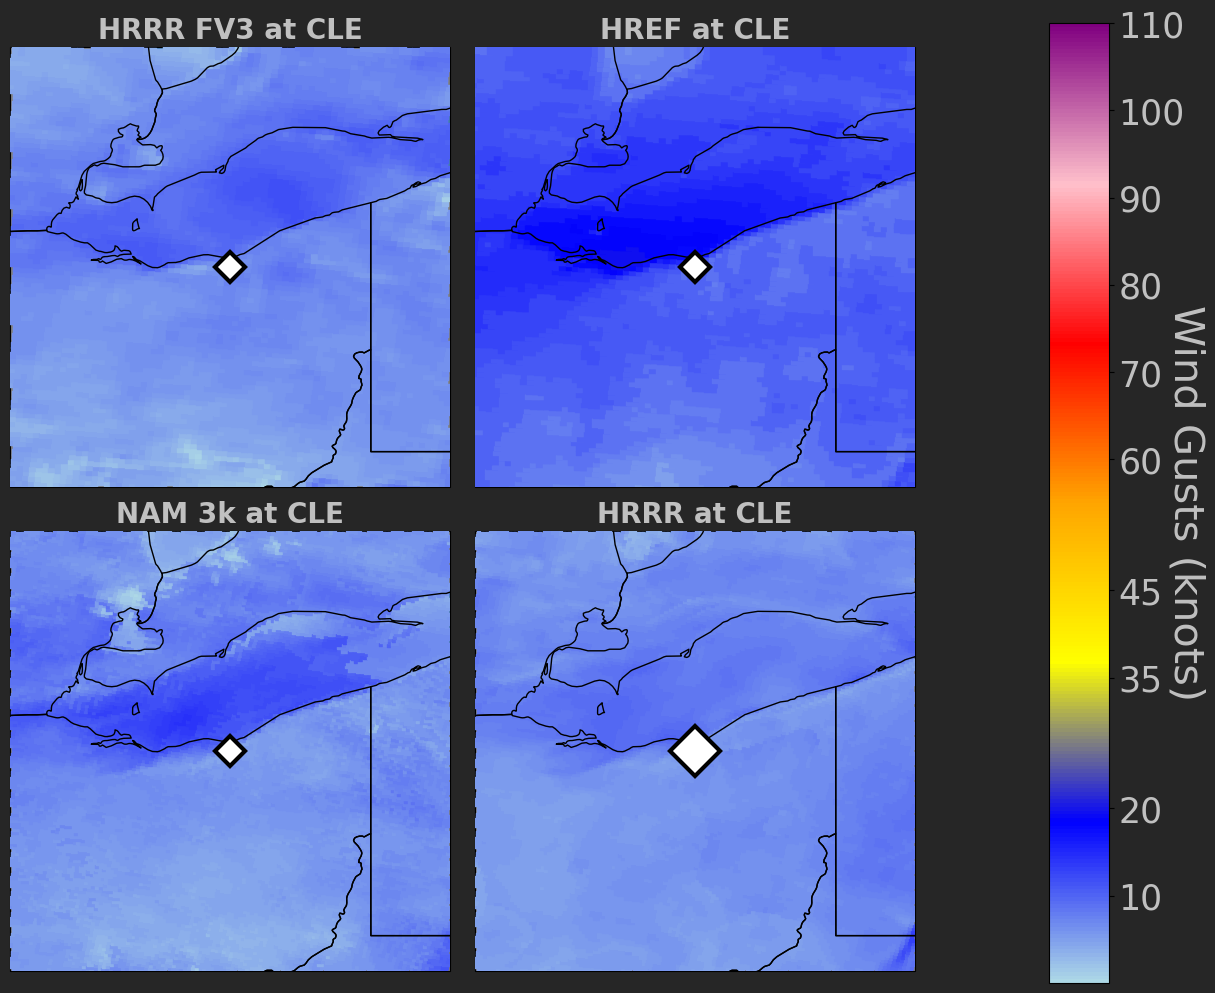 HRRR FV3 at CLE
HREF at CLE
NAM 3k at CLE
HRRR at CLE
110
100
90
80
70
60
45
35
20
10
Wind Gusts (knots)